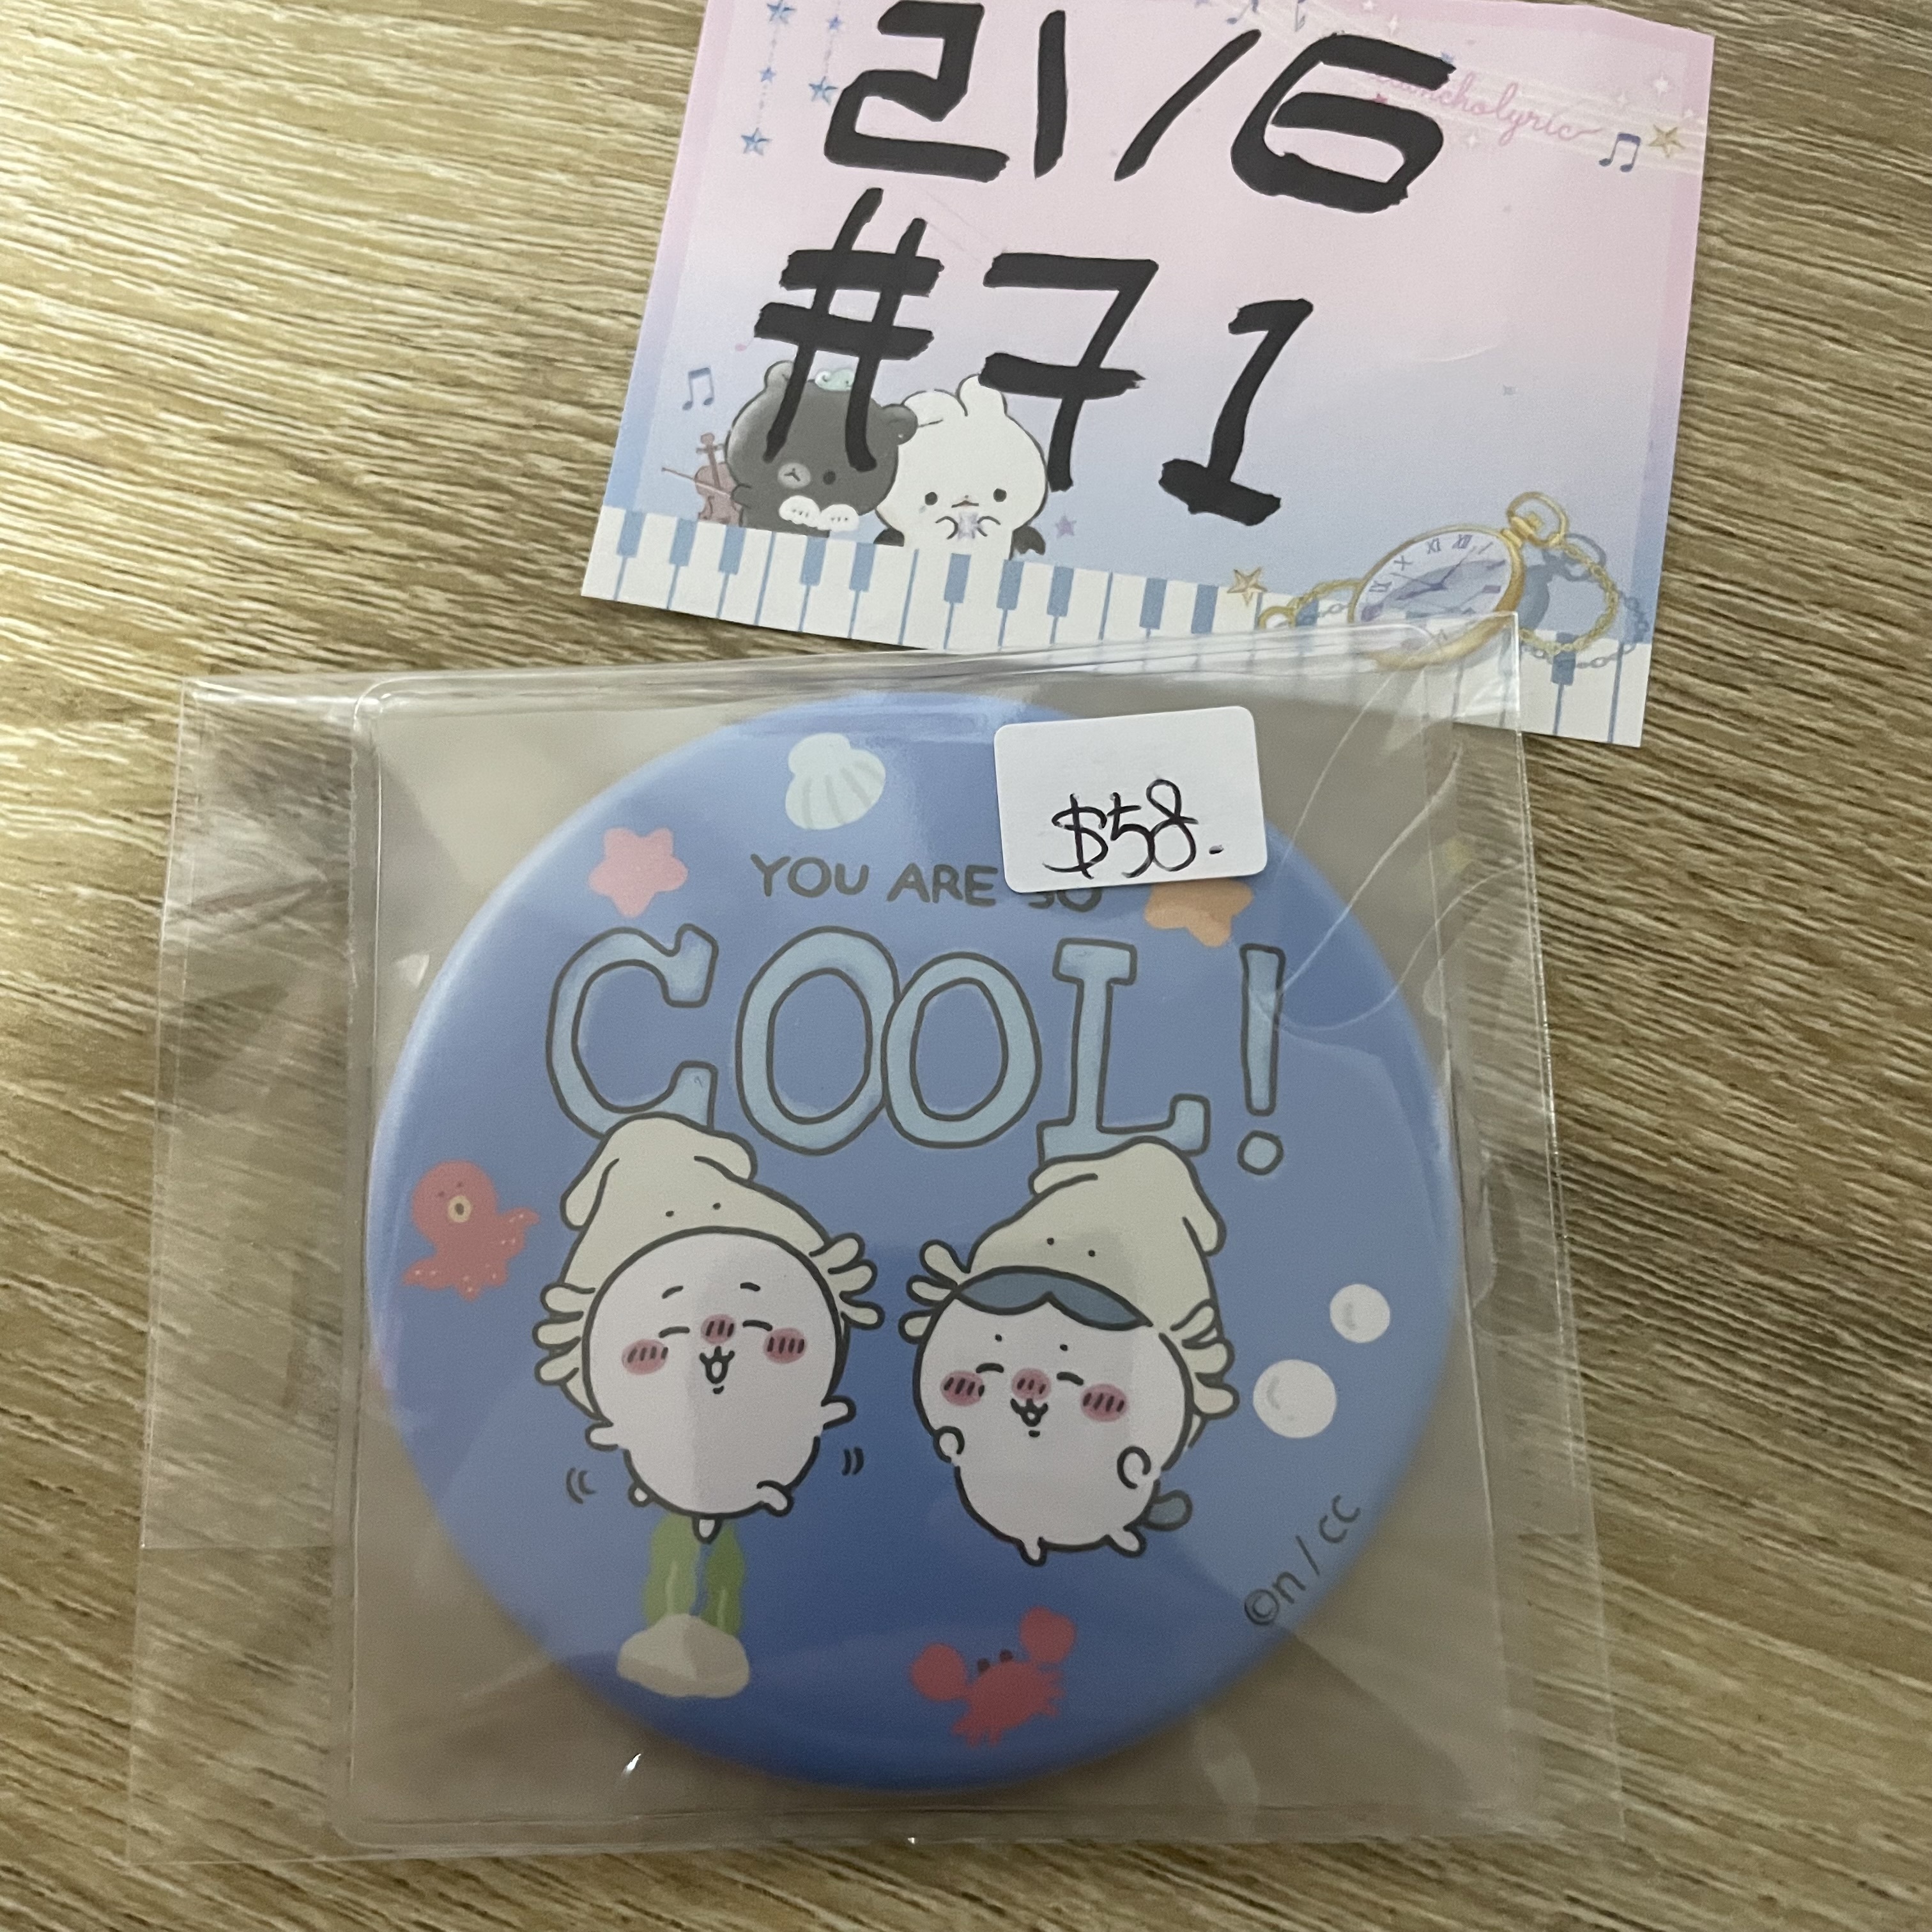 21/6
#71
$58.-
YOU ARE SO
COOL!
©n / cc